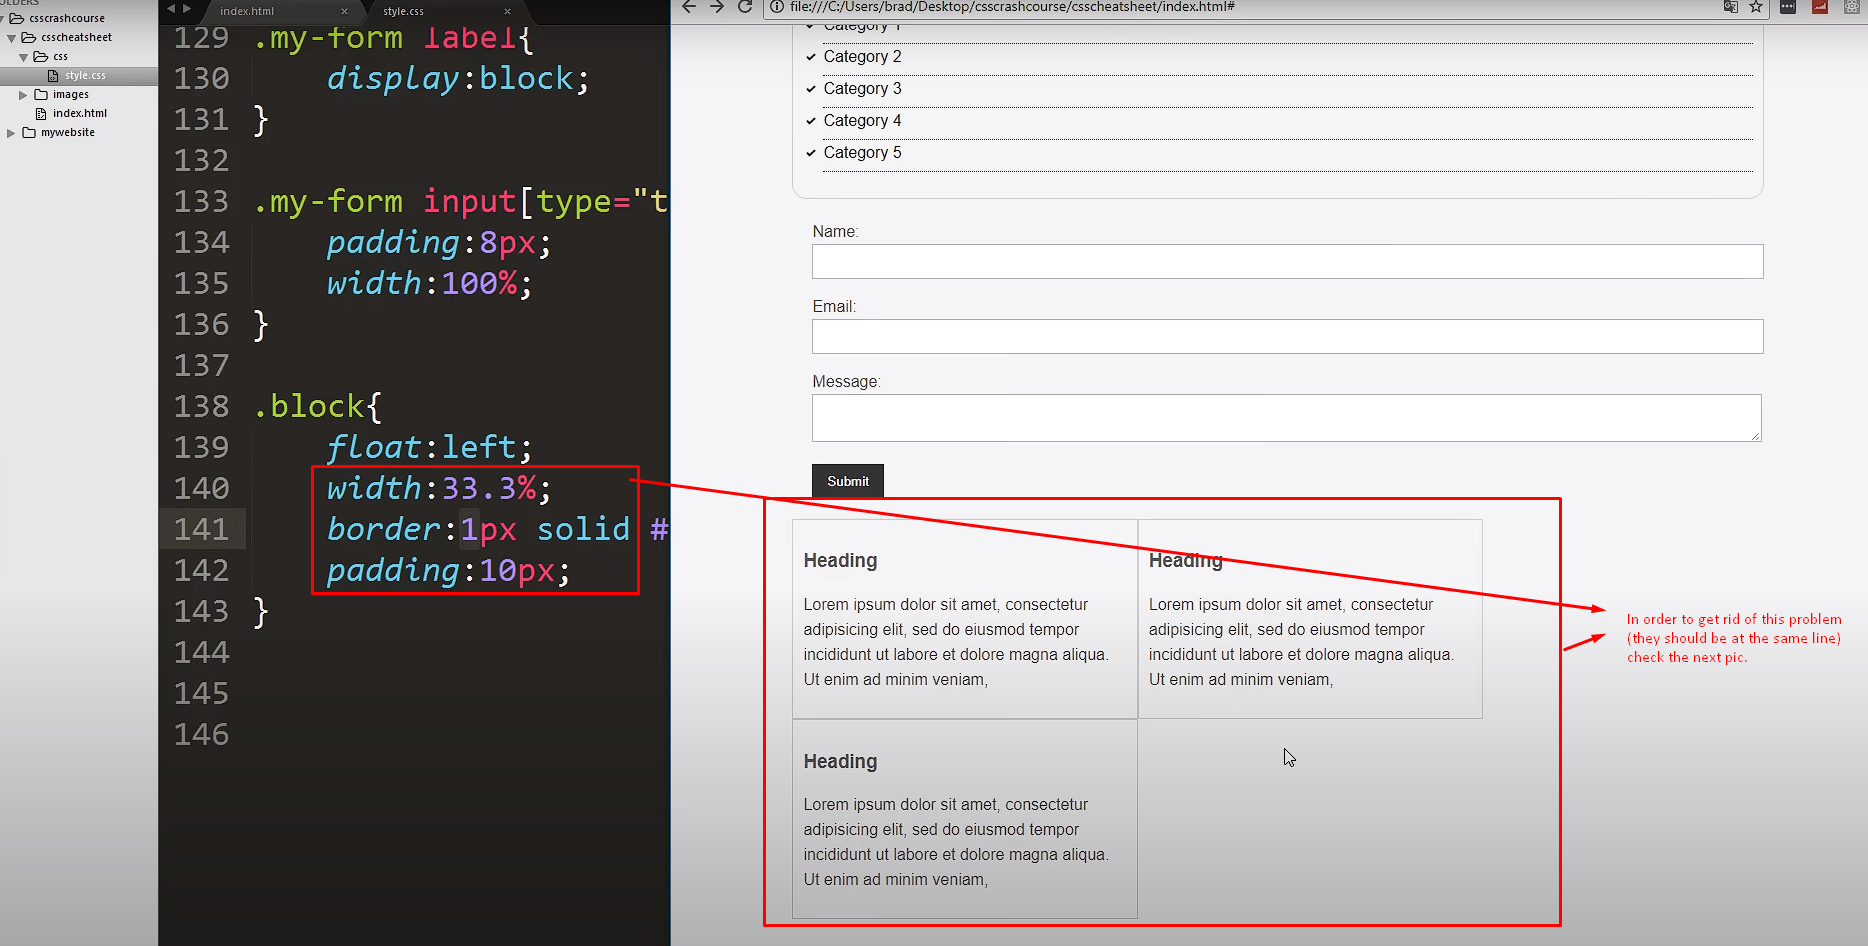 FOLDERS
csscrashcourse
csscheatsheet
css
style.css
images
index.html
mywebsite
index.html × style.css ×
129 .my-form label{
130 display:block;
131 }
132
133 .my-form input[type="t
134 padding:8px;
135 width:100%;
136 }
137
138 .block{
139 float:left;
140 width:33.3%;
141 border:1px solid #
142 padding:10px;
143 }
144
145
146
file:///C:/Users/brad/Desktop/csscrashcourse/csscheatsheet/index.html#
Category 1
Category 2
Category 3
Category 4
Category 5
Name:
Email:
Message:
Submit
Heading
Lorem ipsum dolor sit amet, consectetur
adipisicing elit, sed do eiusmod tempor
incididunt ut labore et dolore magna aliqua.
Ut enim ad minim veniam,
Heading
Lorem ipsum dolor sit amet, consectetur
adipisicing elit, sed do eiusmod tempor
incididunt ut labore et dolore magna aliqua.
Ut enim ad minim veniam,
Heading
Lorem ipsum dolor sit amet, consectetur
adipisicing elit, sed do eiusmod tempor
incididunt ut labore et dolore magna aliqua.
Ut enim ad minim veniam,
In order to get rid of this problem
(they should be at the same line)
check the next pic.